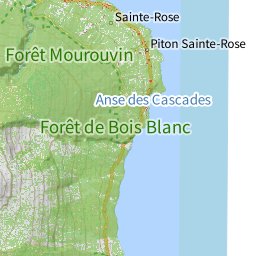 Sainte-Rose
Piton Sainte-Rose
Forêt Mourouvin
Anse des Cascades
Forêt de Bois Blanc